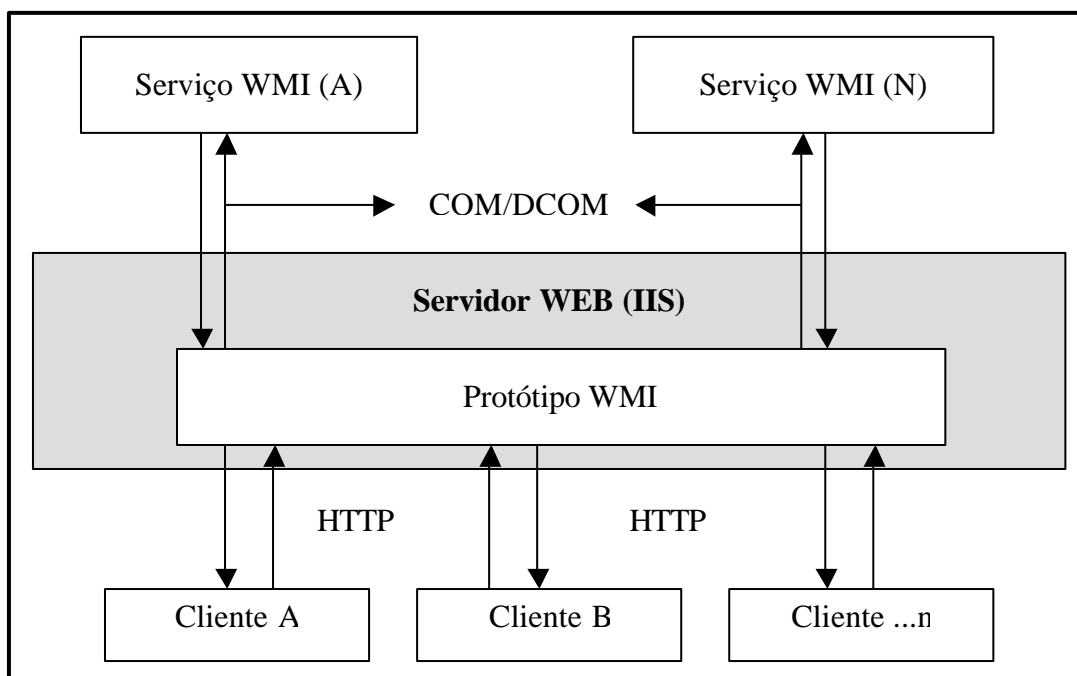 Serviço WMI (A)
Serviço WMI (N)
COM/DCOM
Servidor WEB (IIS)
Protótipo WMI
HTTP
HTTP
Cliente A
Cliente B
Cliente ...n